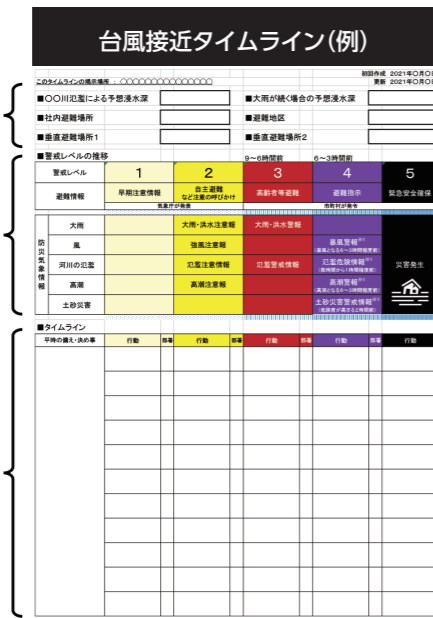 台風接近タイムライン(例)
初回作成 2021年〇月〇
このタイムラインの掲示場所：〇〇〇〇〇〇〇〇〇〇〇〇〇〇〇 更新 2021年〇月〇
■〇〇川氾濫による予想浸水深 ■大雨が続く場合の予想浸水深
■社内避難場所 ■避難地区
■垂直避難場所1 ■垂直避難場所2
■警戒レベルの推移 9〜6時間前 6〜3時間前
警戒レベル 1 2 3 4 5
避難情報 早期注意情報 自主避難など注意の呼びかけ 高齢者等避難 避難指示 緊急安全確保
気象庁が発表 市町村が発令
防災気象情報
大雨 大雨・洪水注意報 大雨・洪水警報
風 強風注意報 暴風警報
河川の氾濫 氾濫注意情報 氾濫警戒情報 氾濫危険情報 災害発生
高潮 高潮注意報 高潮警報
土砂災害 土砂災害警戒情報
■タイムライン
平時の備え・決め事 行動 部署 行動 部署 行動 部署 行動 部署 行動